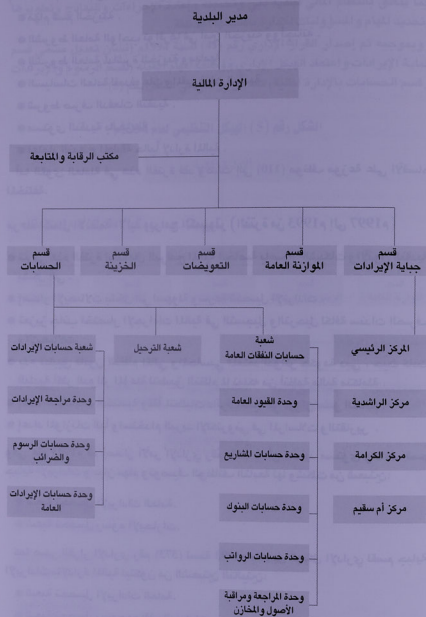 مدير البلدية
الإدارة المالية
مكتب الرقابة والمتابعة
قسم
جباية الإيرادات
قسم
الموازنة العامة
قسم
التعويضات
قسم
الخزينة
قسم
الحسابات
المركز الرئيسي
مركز الراشدية
مركز الكرامة
مركز أم سقيم
شعبة
حسابات النفقات العامة
وحدة القيود العامة
وحدة حسابات المشاريع
وحدة حسابات البنوك
وحدة حسابات الرواتب
وحدة المراجعة ومراقبة
الأصول والمخازن
شعبة الترحيل
شعبة حسابات الإيرادات
وحدة مراجعة الإيرادات
وحدة حسابات الرسوم
والضرائب
وحدة حسابات الإيرادات
العامة